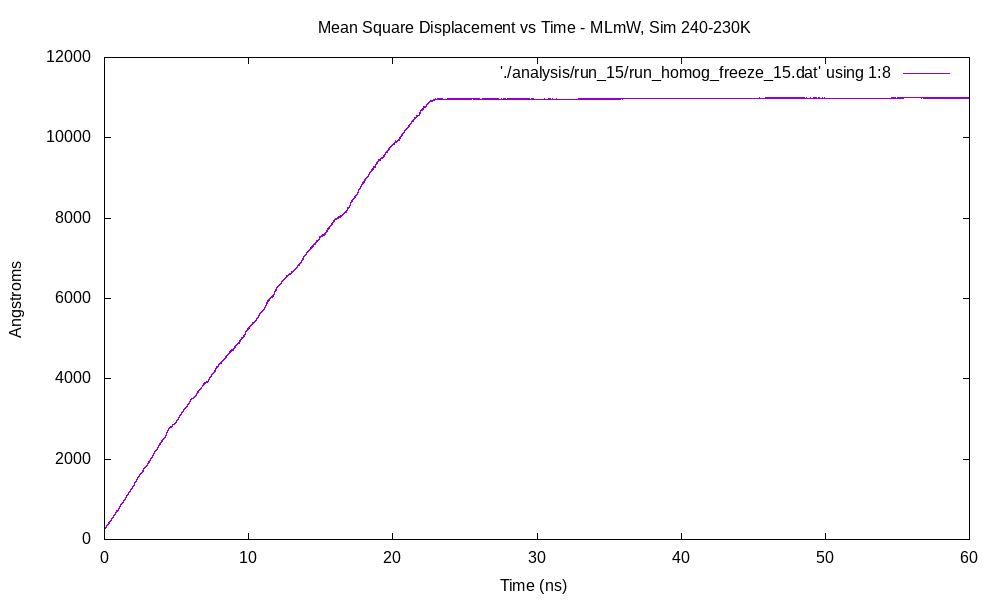 Mean Square Displacement vs Time - MLmW, Sim 240-230K
12000
'./analysis/run_15/run_homog_freeze_15.dat' using 1:8
10000
8000
6000
4000
2000
0
Angstroms
0 10 20 30 40 50 60
Time (ns)